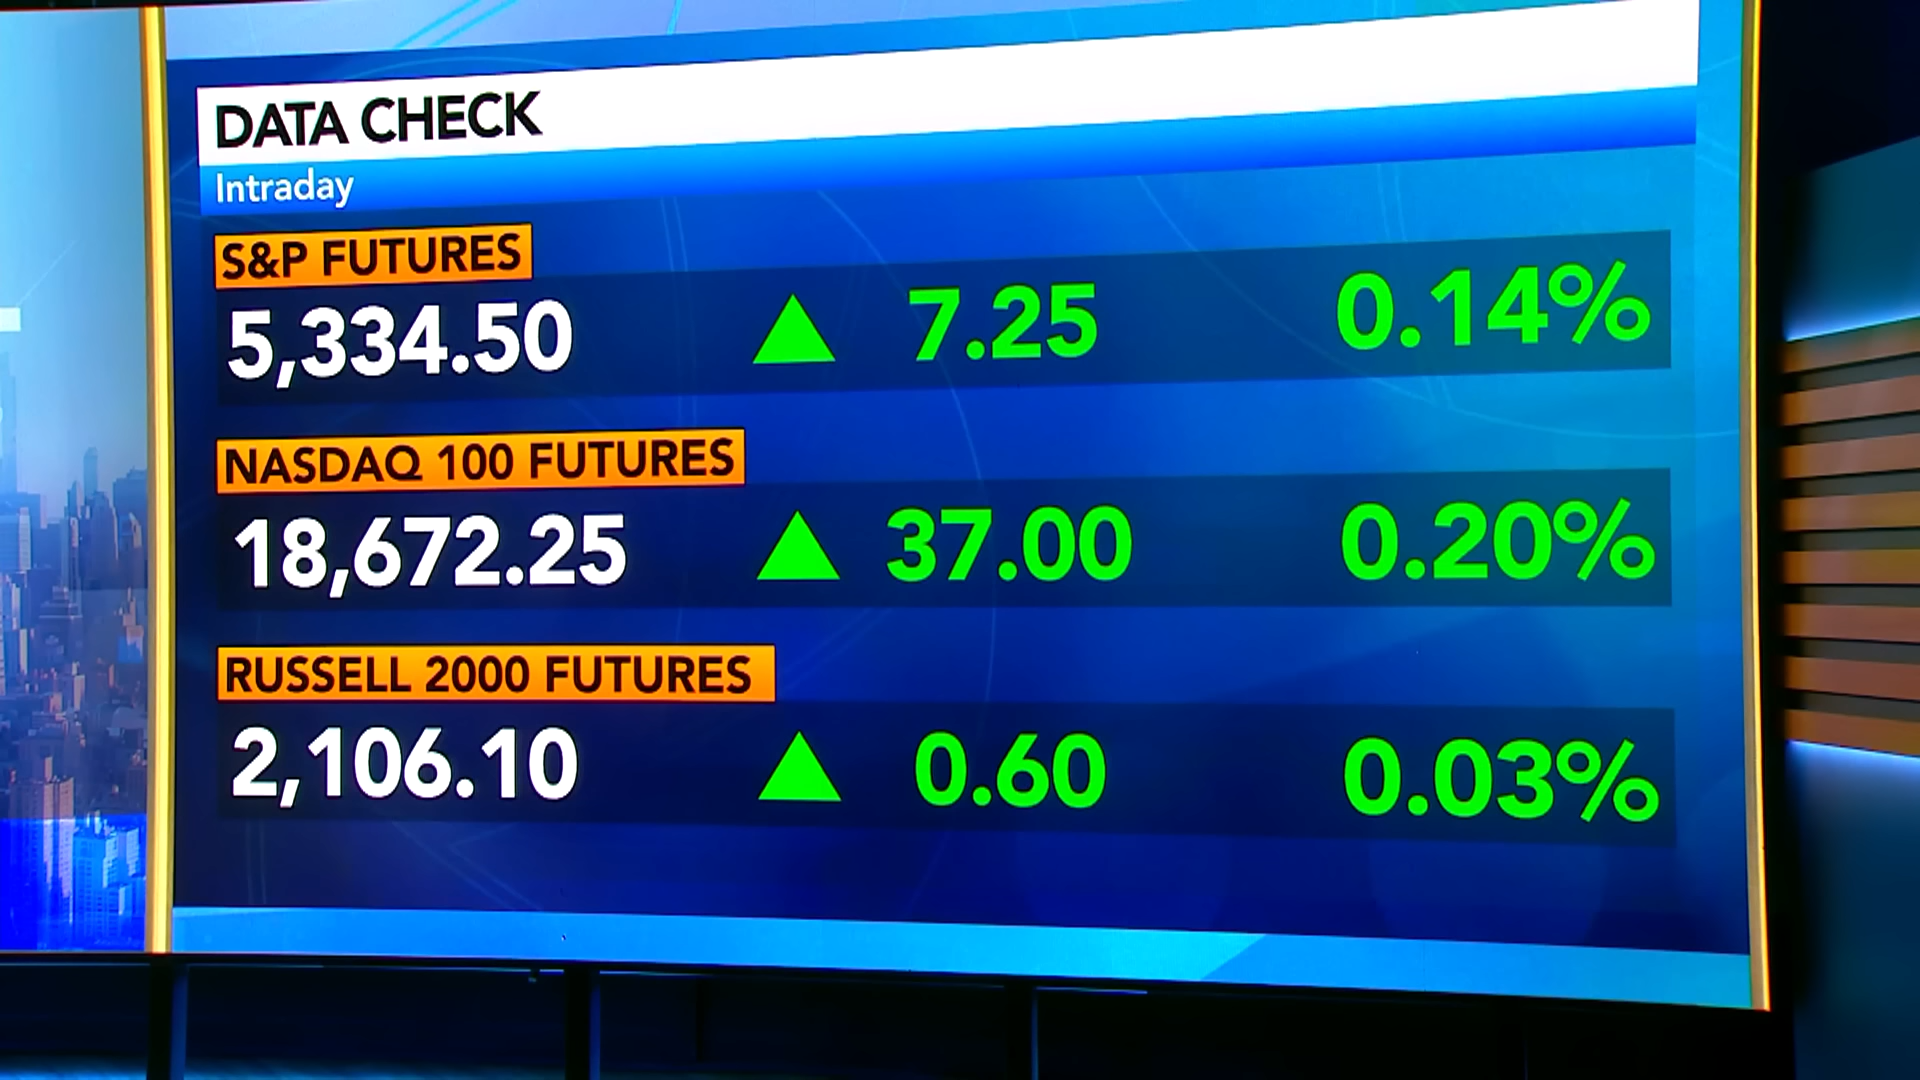 DATA CHECK
Intraday
S&P FUTURES
5,334.50 ▲ 7.25 0.14%
NASDAQ 100 FUTURES
18,672.25 ▲ 37.00 0.20%
RUSSELL 2000 FUTURES
2,106.10 ▲ 0.60 0.03%